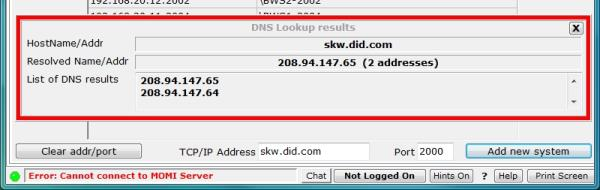 192.168.20.12.2002 \BWS2-2002
DNS Lookup results X
HostName/Addr skw.did.com
Resolved Name/Addr 208.94.147.65 (2 addresses)
List of DNS results 208.94.147.65
208.94.147.64
Clear addr/port TCP/IP Address skw.did.com Port 2000 Add new system
Error: Cannot connect to MOMI Server Chat Not Logged On Hints On ? Help Print Screen